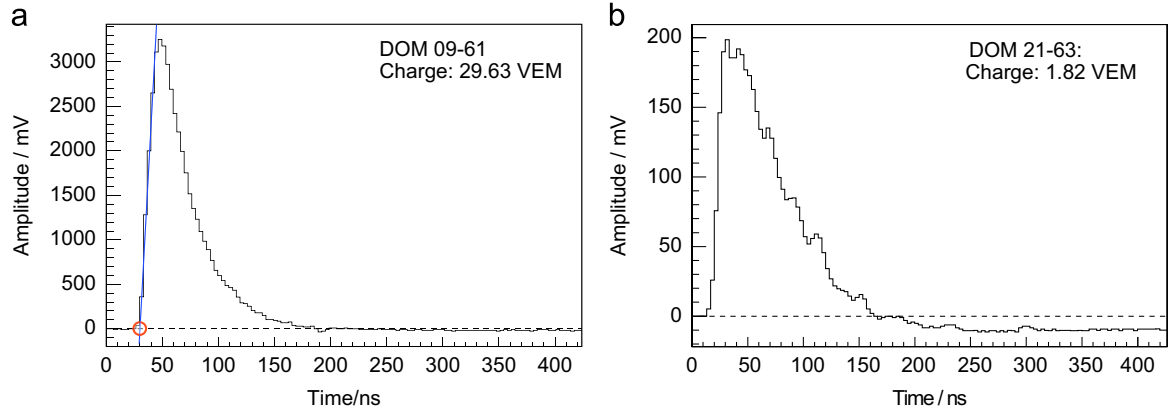 a
DOM 09-61
Charge: 29.63 VEM
Amplitude / mV
3000
2500
2000
1500
1000
500
0
0 50 100 150 200 250 300 350 400
Time/ns
b
DOM 21-63:
Charge: 1.82 VEM
Amplitude / mV
200
150
100
50
0
0 50 100 150 200 250 300 350 400
Time / ns